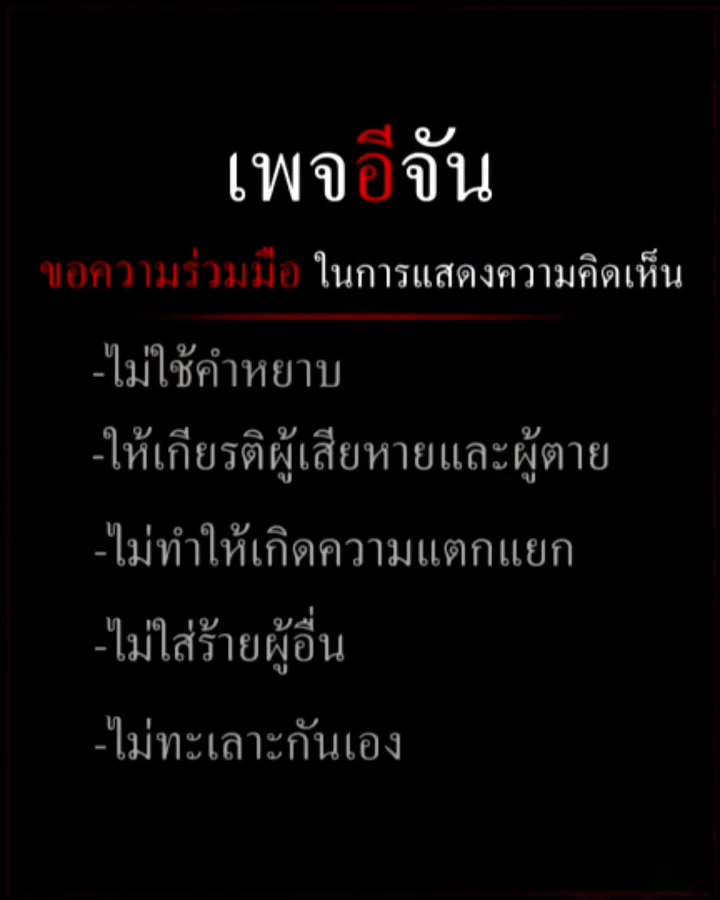 เพจอีจัน
ขอความร่วมมือ ในการแสดงความคิดเห็น
-ไม่ใช้คำหยาบ
-ให้เกียรติผู้เสียหายและผู้ตาย
-ไม่ทำให้เกิดความแตกแยก
-ไม่ใส่ร้ายผู้อื่น
-ไม่ทะเลาะกันเอง